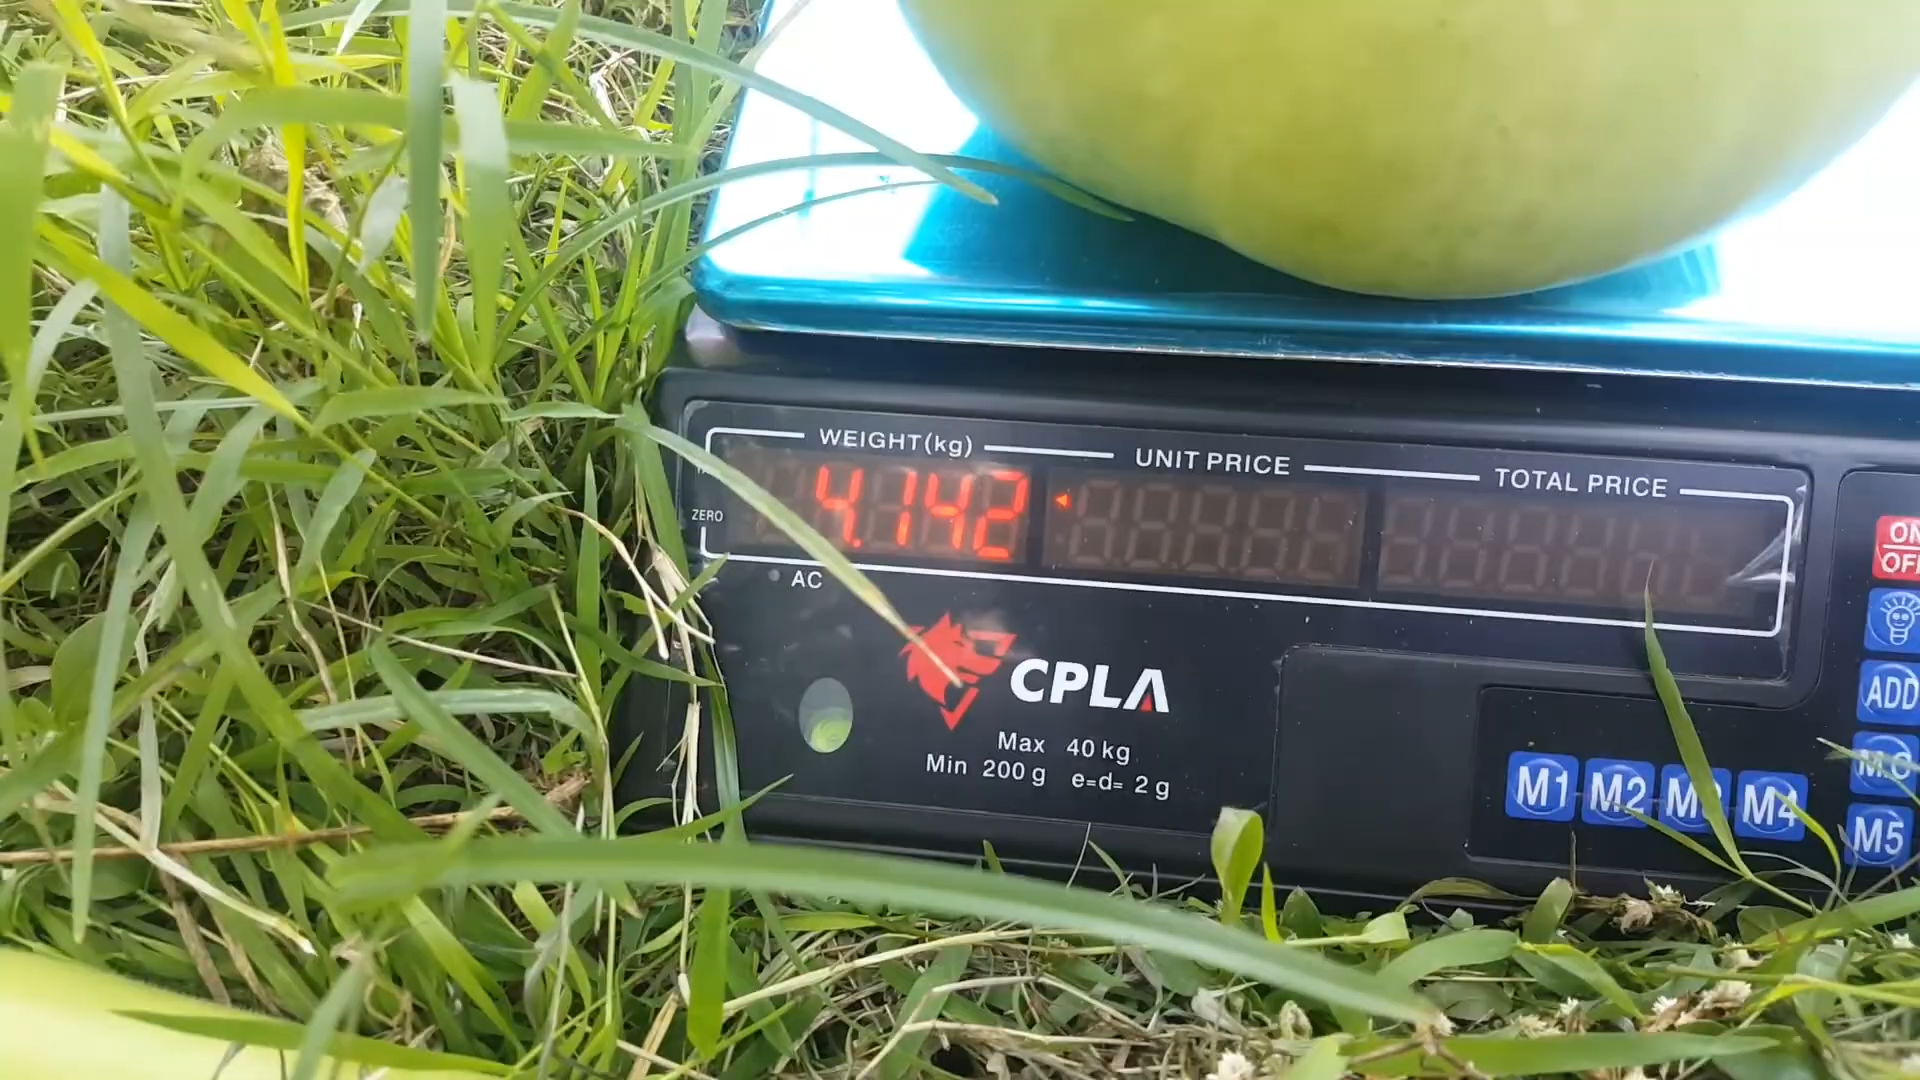 WEIGHT(kg) UNIT PRICE TOTAL PRICE
4.142
ZERO
AC
ON
OFF
CPLA
ADD
Max 40 kg
Min 200 g e=d= 2 g
M1 M2 M3 M4
M5